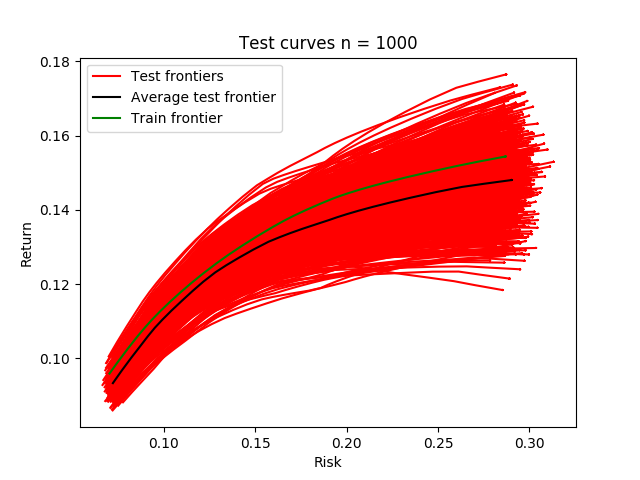 Test curves n = 1000
Test frontiers
Average test frontier
Train frontier
0.18
0.16
0.14
0.12
0.10
Return
0.10
0.15
0.20
0.25
0.30
Risk